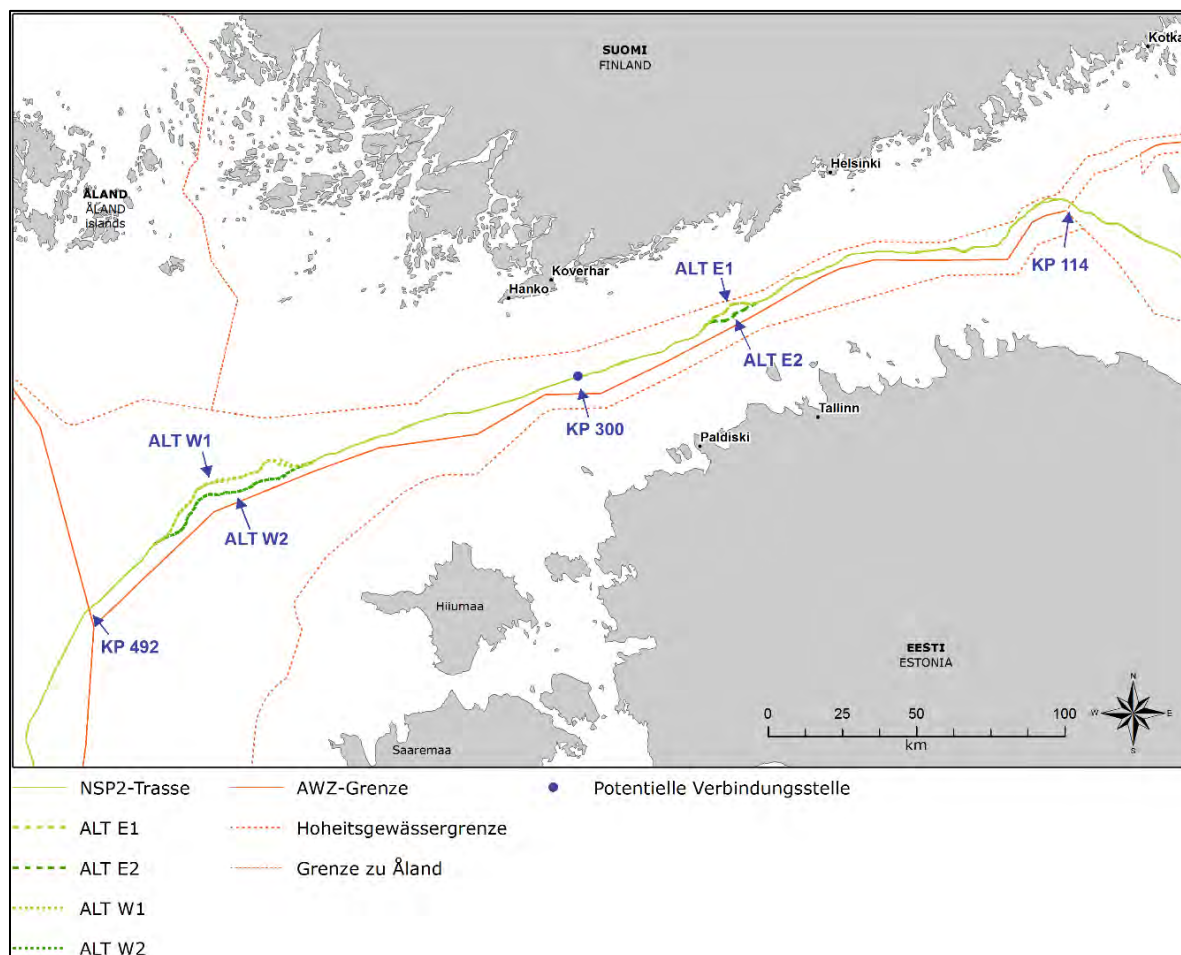 SUOMI
FINLAND
Kotka
Helsinki
ÅLAND
ÅLAND
islands
KP 114
Koverhar
Hanko
ALT E1
ALT E2
KP 300
Tallinn
Paldiski
ALT W1
ALT W2
Hiiumaa
KP 492
EESTI
ESTONIA
Saaremaa
0 25 50 100
km
N
W E
S
NSP2-Trasse
AWZ-Grenze
Potentielle Verbindungsstelle
ALT E1
Hoheitsgewässergrenze
ALT E2
Grenze zu Åland
ALT W1
ALT W2